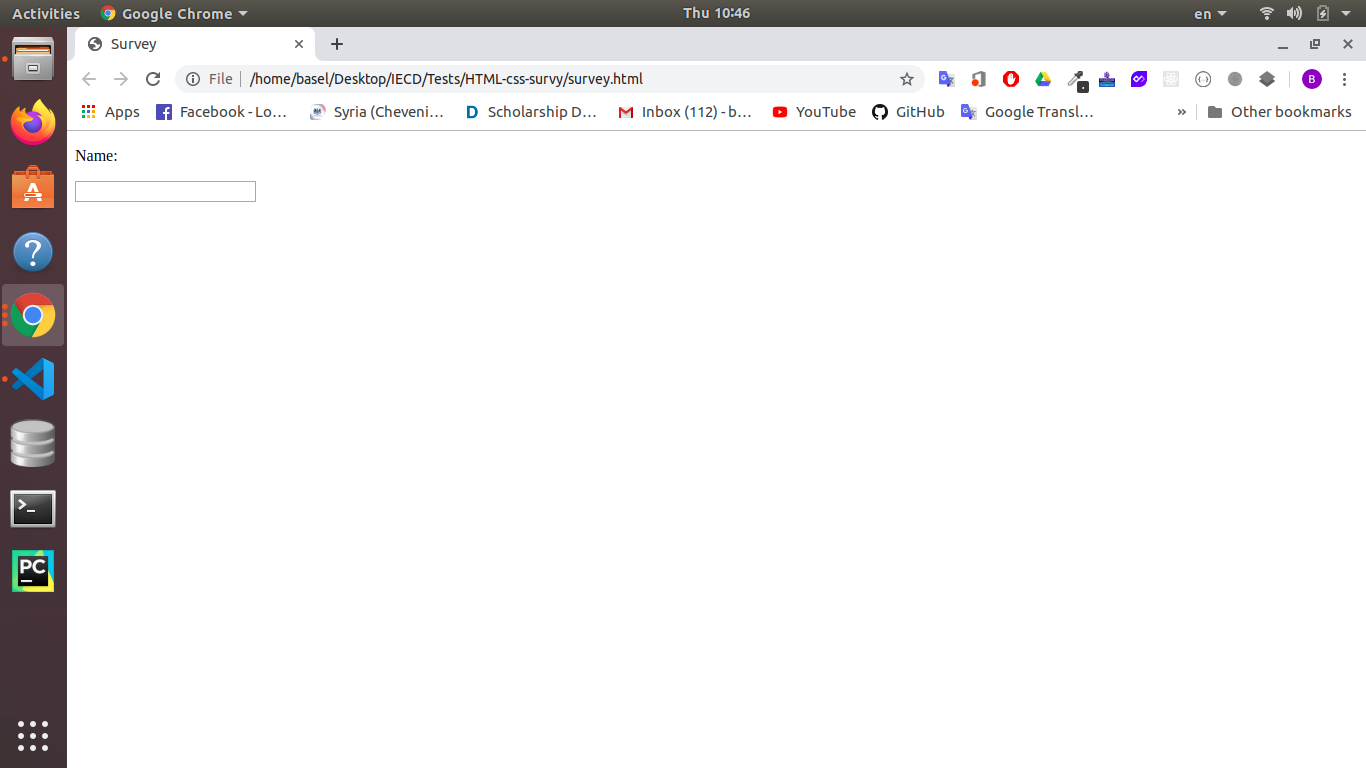 Activities Google Chrome Thu 10:46 en
Survey
File /home/basel/Desktop/IECD/Tests/HTML-css-survy/survey.html B
Apps Facebook - Lo… Syria (Cheveni… Scholarship D… Inbox (112) - b… YouTube GitHub Google Transl… » Other bookmarks
Name:
PC